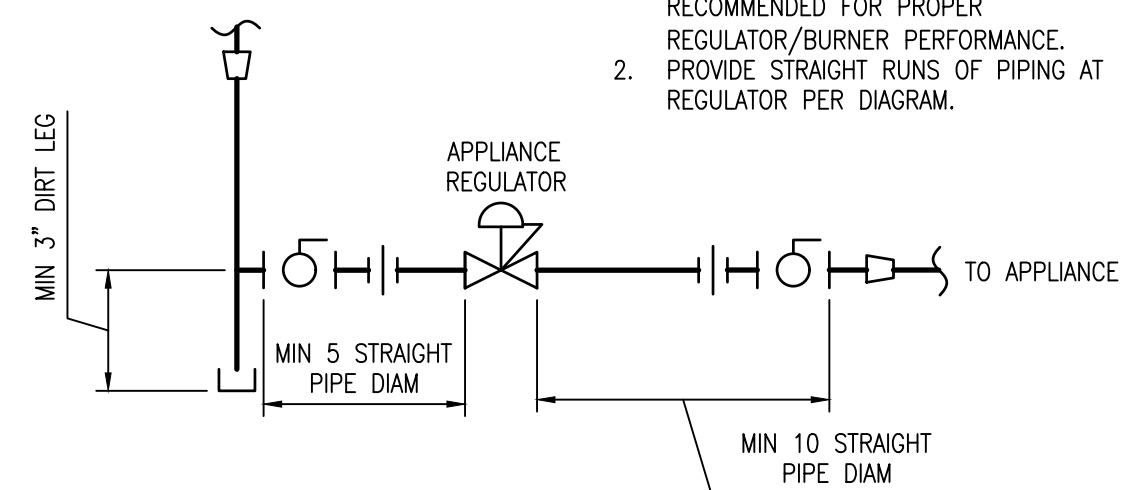 RECOMMENDED FOR PROPER
REGULATOR/BURNER PERFORMANCE.
2. PROVIDE STRAIGHT RUNS OF PIPING AT
REGULATOR PER DIAGRAM.
APPLIANCE
REGULATOR
MIN 3" DIRT LEG
TO APPLIANCE
MIN 5 STRAIGHT
PIPE DIAM
MIN 10 STRAIGHT
PIPE DIAM